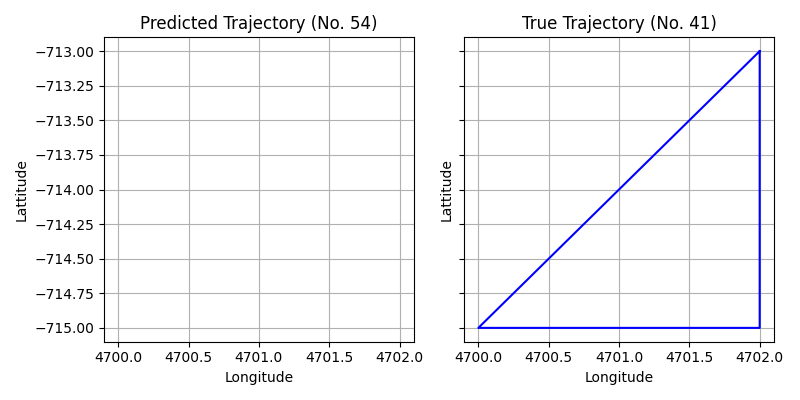 Predicted Trajectory (No. 54)
−713.00
−713.25
−713.50
−713.75
−714.00
−714.25
−714.50
−714.75
−715.00
Lattitude
4700.0 4700.5 4701.0 4701.5 4702.0
Longitude
True Trajectory (No. 41)
Lattitude
4700.0 4700.5 4701.0 4701.5 4702.0
Longitude